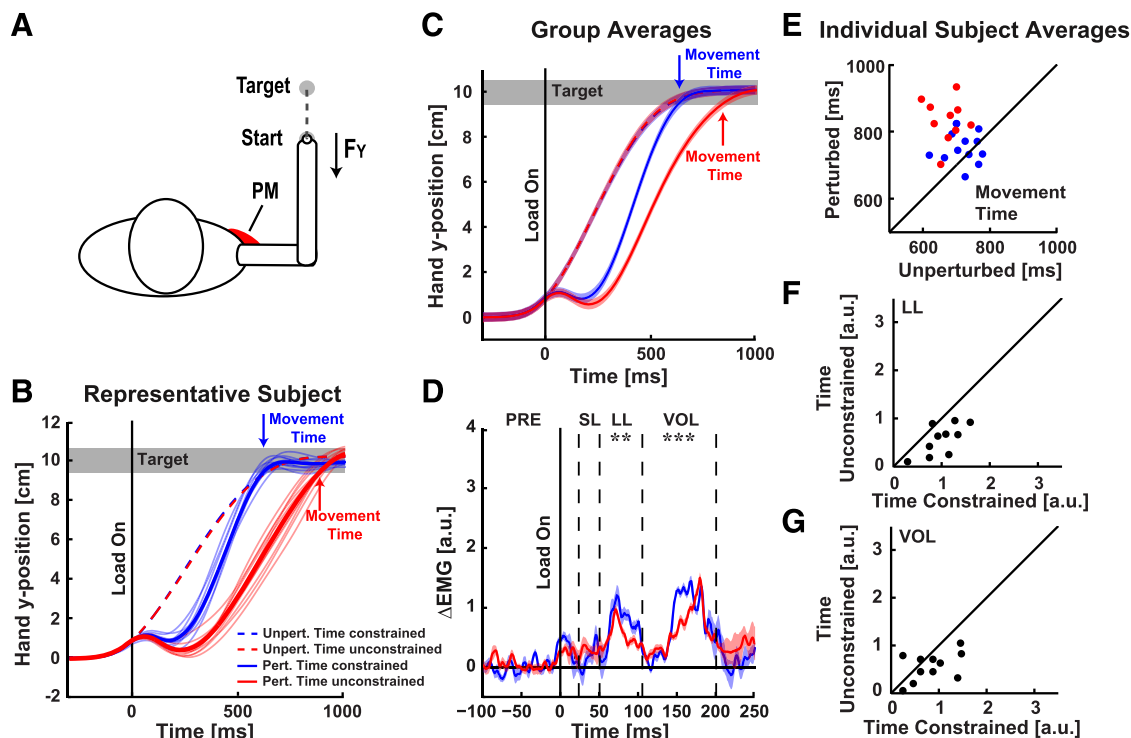 A
Target
Start
FY
PM
B
Representative Subject
Movement
Time
Target
Movement
Time
Load On
Hand y-position [cm]
12
10
8
6
4
2
0
-2
Unpert. Time constrained
Unpert. Time unconstrained
Pert. Time constrained
Pert. Time unconstrained
0
500
1000
Time [ms]
C
Group Averages
Movement
Time
Target
Movement
Time
Load On
Hand y-position [cm]
10
8
6
4
2
0
0
500
1000
Time [ms]
D
PRE
SL
LL
VOL
**
***
Load On
ΔEMG [a.u.]
4
3
2
1
0
−100
−50
0
50
100
150
200
250
Time [ms]
E
Individual Subject Averages
Perturbed [ms]
1000
800
600
Movement
Time
600
800
1000
Unperturbed [ms]
F
LL
Time
Unconstrained [a.u.]
3
2
1
0
0
1
2
3
Time Constrained [a.u.]
G
VOL
Time
Unconstrained [a.u.]
3
2
1
0
0
1
2
3
Time Constrained [a.u.]